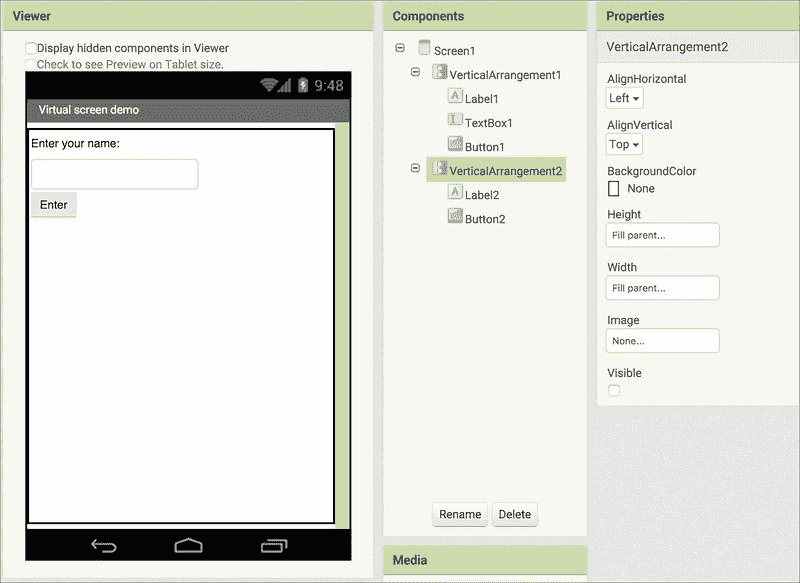 Viewer
Display hidden components in Viewer
Check to see Preview on Tablet size.
9:48
Virtual screen demo
Enter your name:
Enter
Components
Screen1
VerticalArrangement1
A Label1
TextBox1
Button1
VerticalArrangement2
A Label2
Button2
Rename Delete
Media
Properties
VerticalArrangement2
AlignHorizontal
Left
AlignVertical
Top
BackgroundColor
None
Height
Fill parent...
Width
Fill parent...
Image
None...
Visible